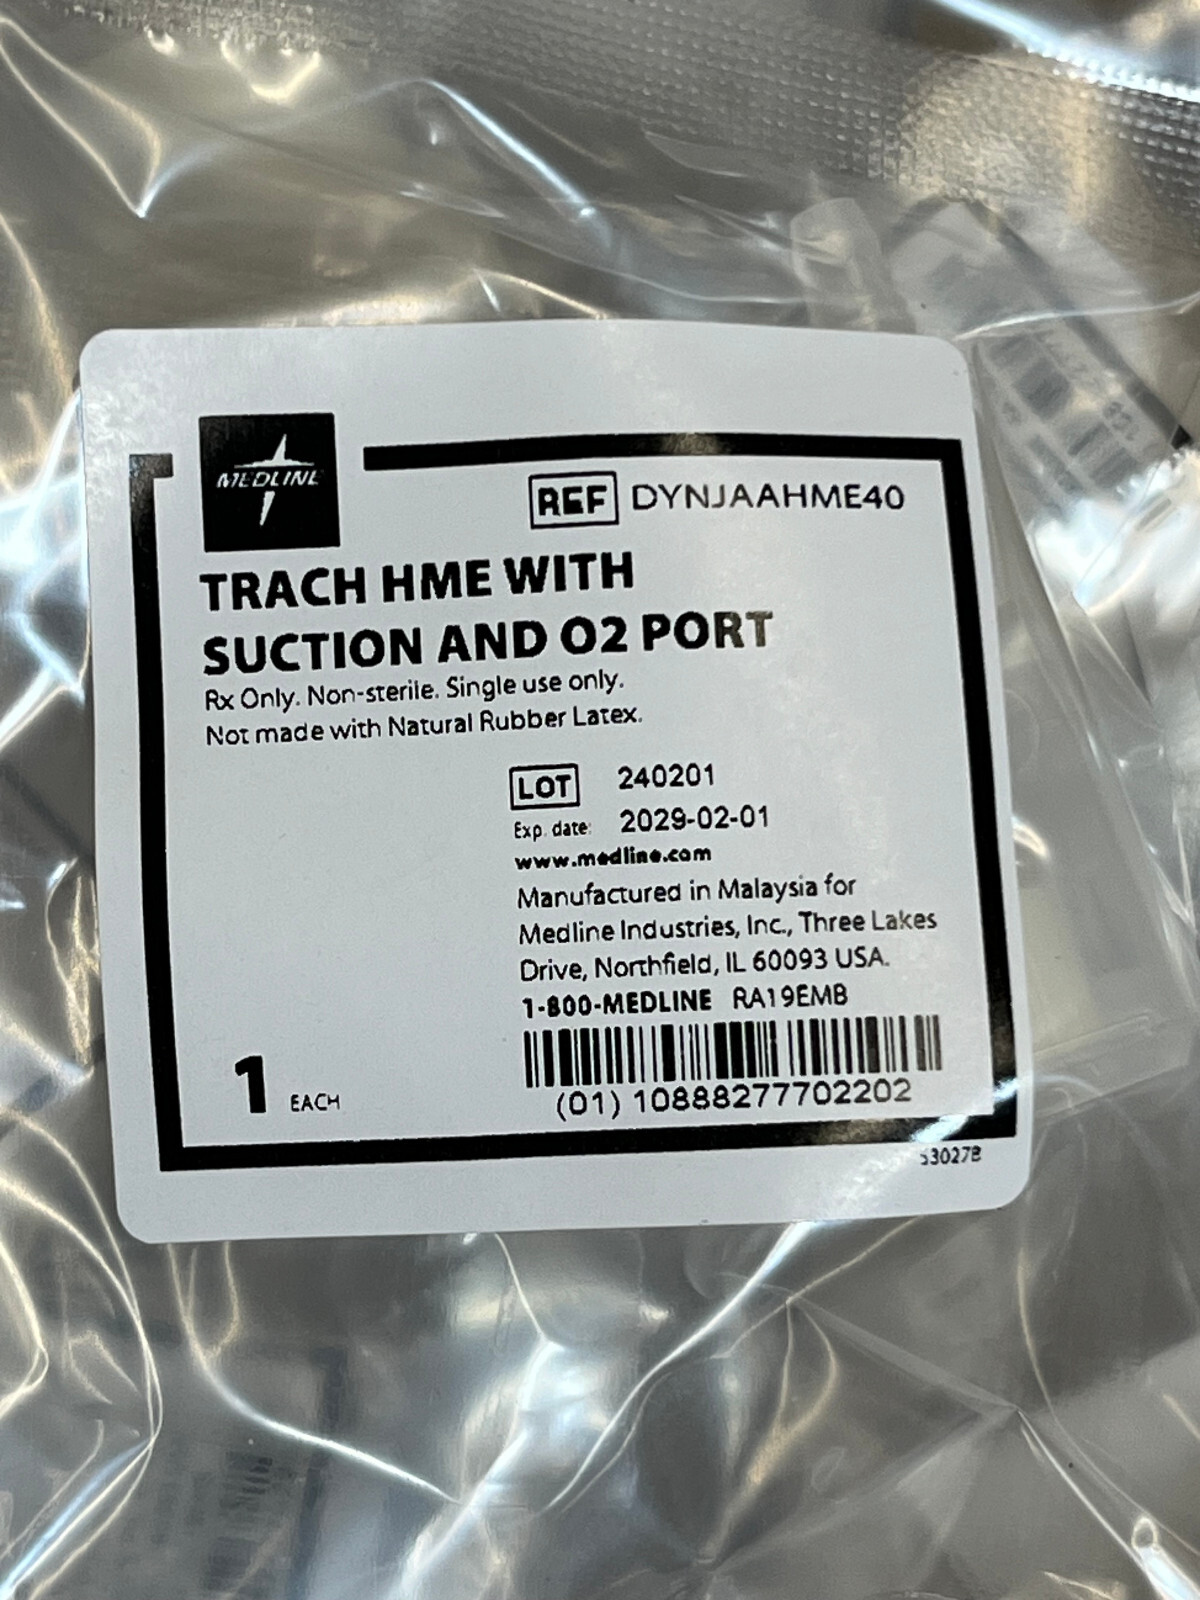 MEDLINE
REF DYNJAAHME40
TRACH HME WITH
SUCTION AND O2 PORT
Rx Only. Non-sterile. Single use only.
Not made with Natural Rubber Latex.
LOT 240201
Exp. date: 2029-02-01
www.medline.com
Manufactured in Malaysia for
Medline Industries, Inc., Three Lakes
Drive, Northfield, IL 60093 USA.
1-800-MEDLINE RA19EMB
(01) 10888277702202
1 EACH